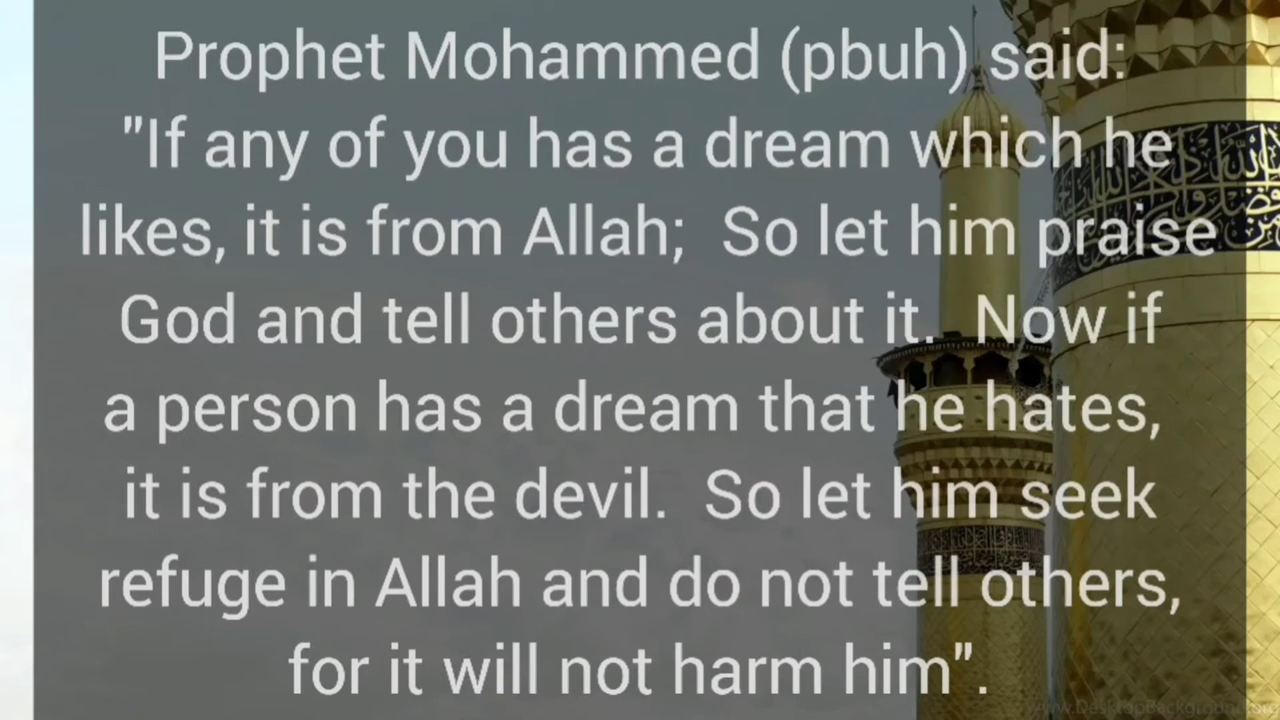 Prophet Mohammed (pbuh) said:
"If any of you has a dream which he
likes, it is from Allah;  So let him praise
God and tell others about it.  Now if
a person has a dream that he hates,
it is from the devil.  So let him seek
refuge in Allah and do not tell others,
for it will not harm him".